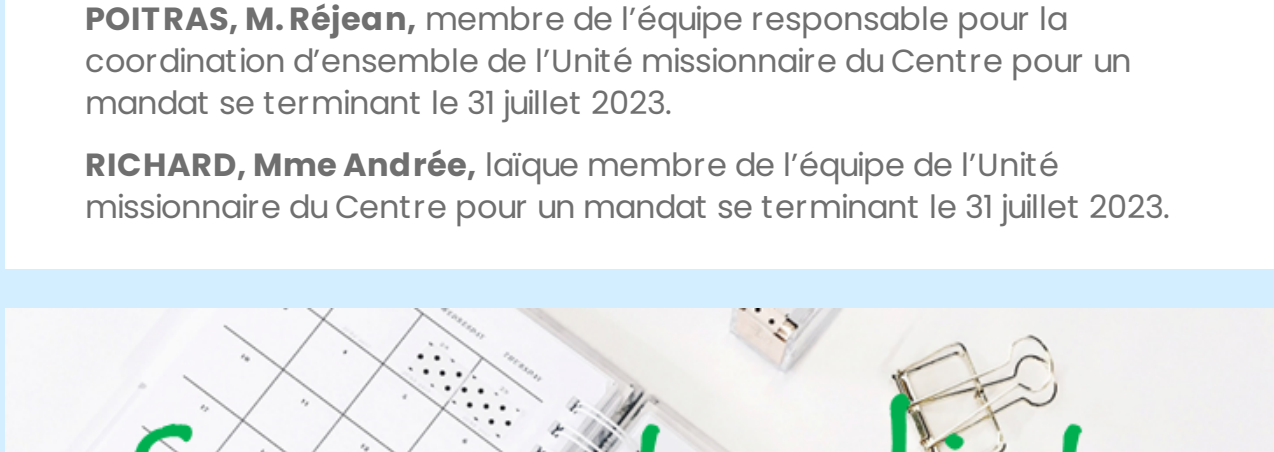 POITRAS, M. Réjean, membre de l’équipe responsable pour la
coordination d’ensemble de l’Unité missionnaire du Centre pour un
mandat se terminant le 31 juillet 2023.
RICHARD, Mme Andrée, laïque membre de l’équipe de l’Unité
missionnaire du Centre pour un mandat se terminant le 31 juillet 2023.
WEDNESDAY
THURSDAY